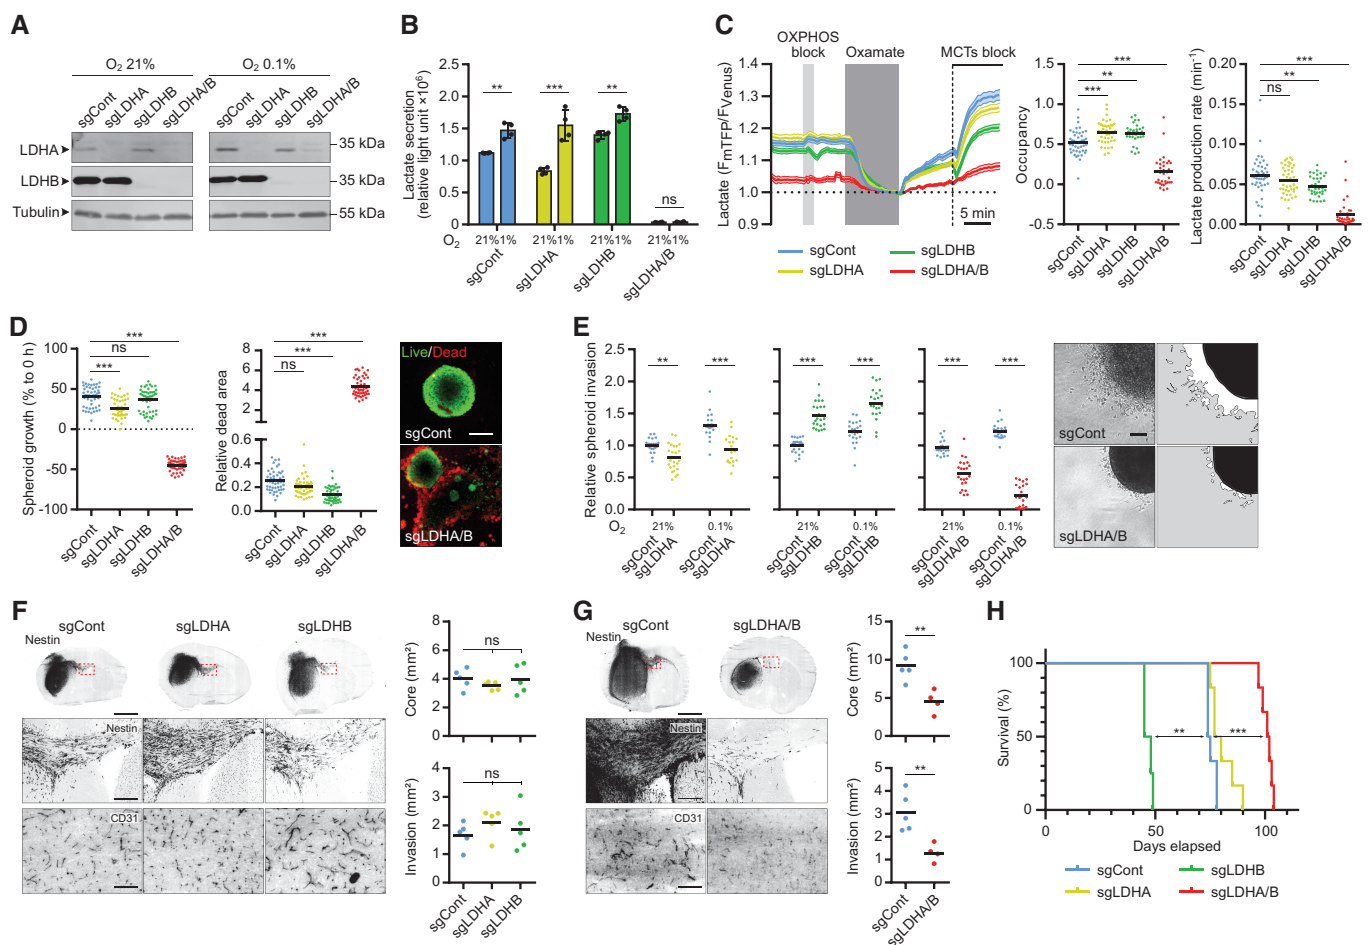 A
O2 21%
O2 0.1%
sgCont
sgLDHA
sgLDHB
sgLDHA/B
sgCont
sgLDHA
sgLDHB
sgLDHA/B
LDHA
35 kDa
LDHB
35 kDa
Tubulin
55 kDa
B
Lactate secretion
(relative light unit ×10⁶)
2.5
2.0
1.5
1.0
0.5
0
**
***
**
ns
O2
21% 1%
21% 1%
21% 1%
21% 1%
sgCont
sgLDHA
sgLDHB
sgLDHA/B
C
OXPHOS
block
Oxamate
MCTs block
Lactate (FmTFP/FVenus)
1.4
1.3
1.2
1.1
1.0
0.9
5 min
sgCont
sgLDHA
sgLDHB
sgLDHA/B
Occupancy
1.5
1.0
0.5
0.0
-0.5
***
**
***
sgCont
sgLDHA
sgLDHB
sgLDHA/B
Lactate production rate (min⁻¹)
0.20
0.15
0.10
0.05
0.00
***
**
ns
sgCont
sgLDHA
sgLDHB
sgLDHA/B
D
Spheroid growth (% to 0 h)
100
50
0
-50
-100
***
ns
***
sgCont
sgLDHA
sgLDHB
sgLDHA/B
Relative dead area
8
6
4
2
0.6
0.4
0.2
0.0
***
***
ns
sgCont
sgLDHA
sgLDHB
sgLDHA/B
Live/Dead
sgCont
sgLDHA/B
E
Relative spheroid invasion
2.5
2.0
1.5
1.0
0.5
0.0
**
***
***
***
***
***
O2
21%
0.1%
21%
0.1%
21%
0.1%
sgCont
sgLDHA
sgCont
sgLDHA
sgCont
sgLDHB
sgCont
sgLDHB
sgCont
sgLDHA/B
sgCont
sgLDHA/B
sgCont
sgLDHA/B
F
sgCont
sgLDHA
sgLDHB
Nestin
Nestin
CD31
Core (mm²)
8
6
4
2
0
ns
Invasion (mm²)
4
3
2
1
0
ns
sgCont
sgLDHA
sgLDHB
G
sgCont
sgLDHA/B
Nestin
Nestin
CD31
Core (mm²)
15
10
5
0
**
Invasion (mm²)
5
4
3
2
1
0
**
sgCont
sgLDHA/B
H
Survival (%)
100
50
0
**
***
0
50
100
Days elapsed
sgCont
sgLDHA
sgLDHB
sgLDHA/B